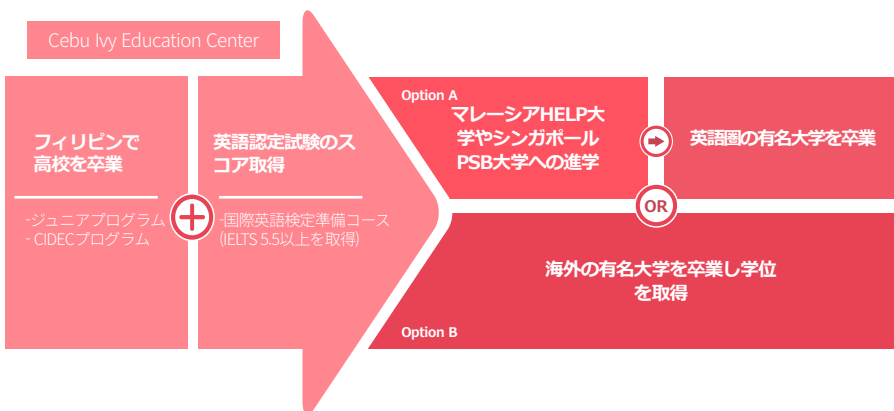 Cebu Ivy Education Center
フィリピンで
高校を卒業
-ジュニアプログラム
- CIDECプログラム
英語認定試験のス
コア取得
-国際英語検定準備コース
(IELTS 5.5以上を取得)
Option A
マレーシアHELP大
学やシンガポール
PSB大学への進学
英語圏の有名大学を卒業
OR
海外の有名大学を卒業し学位
を取得
Option B